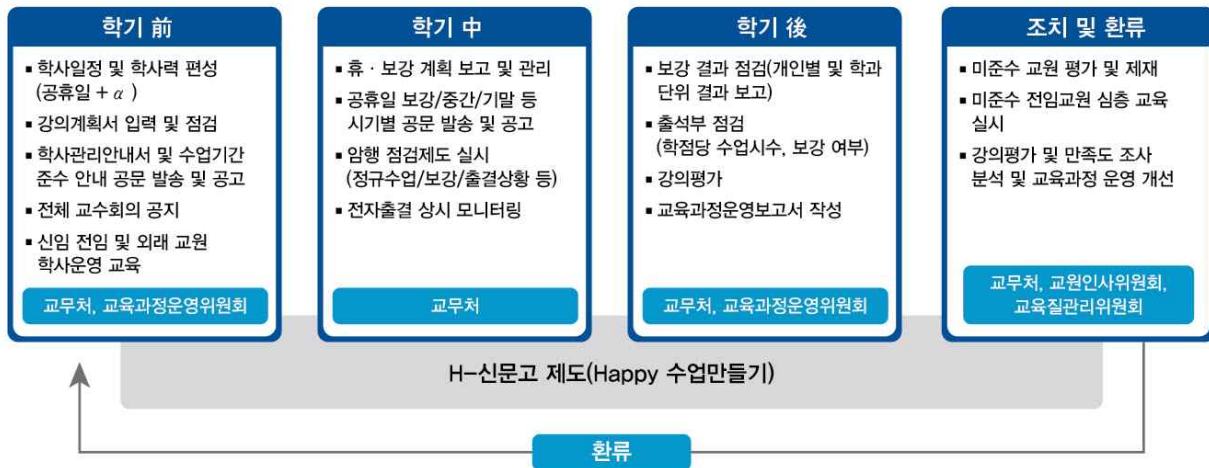 학기 前
▪ 학사일정 및 학사력 편성
(공휴일 + α )
▪ 강의계획서 입력 및 점검
▪ 학사관리안내서 및 수업기간
준수 안내 공문 발송 및 공고
▪ 전체 교수회의 공지
▪ 신임 전임 및 외래 교원
학사운영 교육
교무처, 교육과정운영위원회
학기 中
▪ 휴 · 보강 계획 보고 및 관리
▪ 공휴일 보강/중간/기말 등
시기별 공문 발송 및 공고
▪ 암행 점검제도 실시
(정규수업/보강/출결상황 등)
▪ 전자출결 상시 모니터링
교무처
학기 後
▪ 보강 결과 점검(개인별 및 학과
단위 결과 보고)
▪ 출석부 점검
(학점당 수업시수, 보강 여부)
▪ 강의평가
▪ 교육과정운영보고서 작성
교무처, 교육과정운영위원회
조치 및 환류
▪ 미준수 교원 평가 및 제재
▪ 미준수 전임교원 심층 교육
실시
▪ 강의평가 및 만족도 조사
분석 및 교육과정 운영 개선
교무처, 교원인사위원회,
교육질관리위원회
H-신문고 제도(Happy 수업만들기)
환류